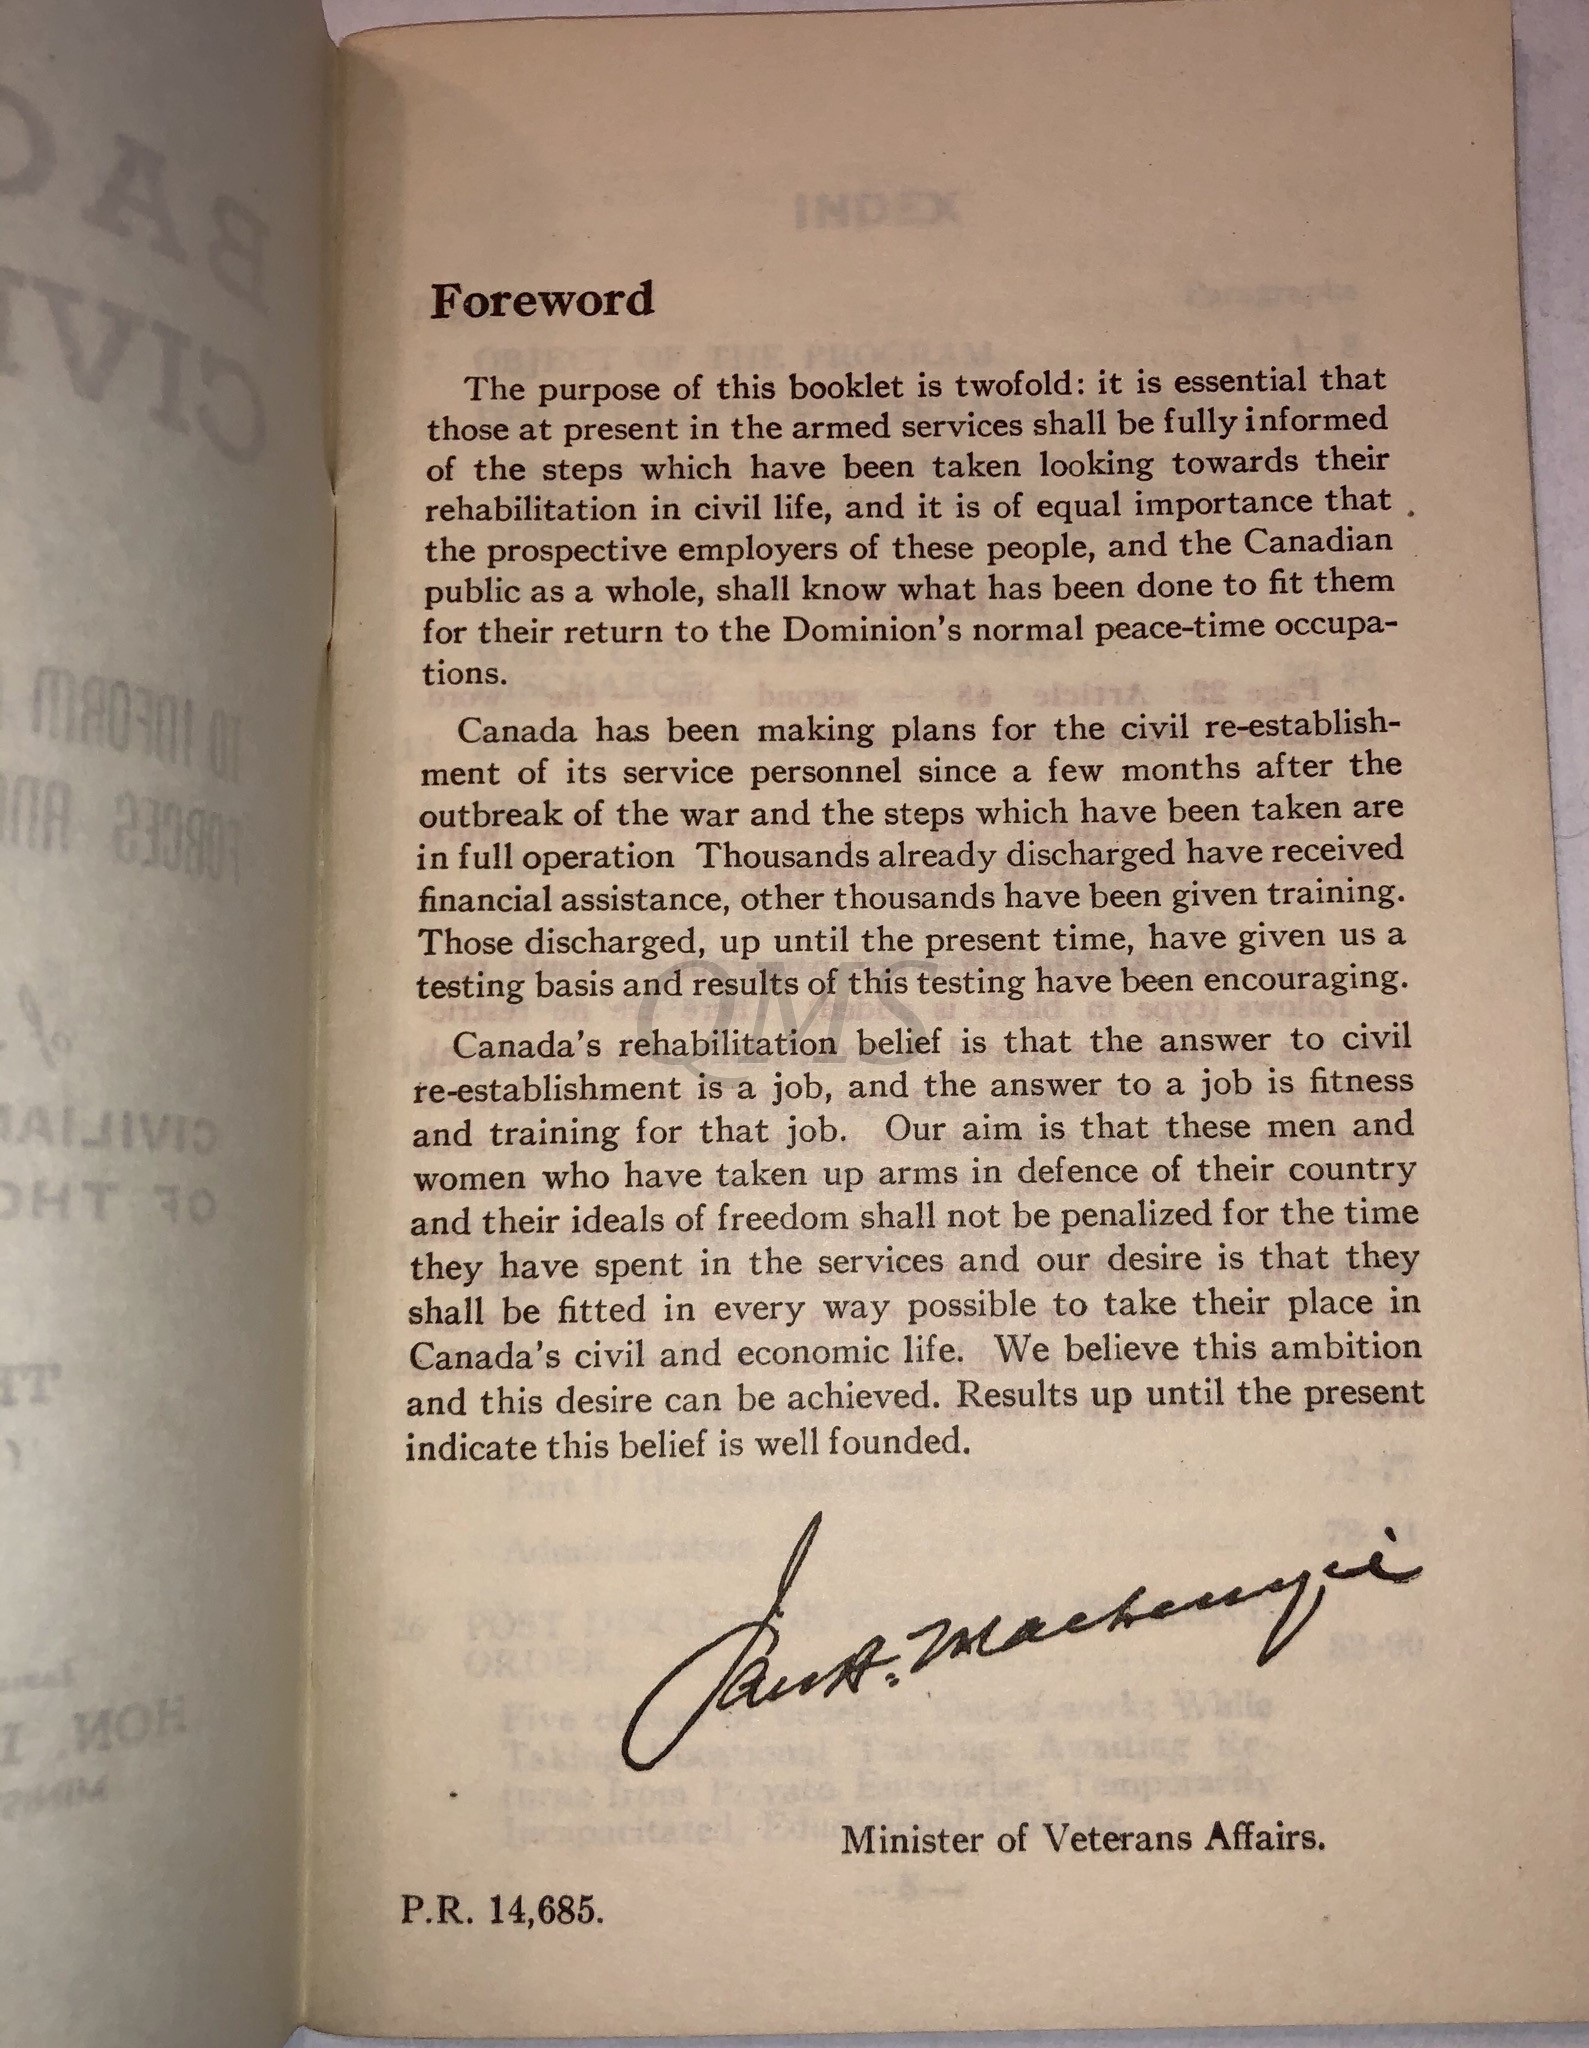 Foreword
The purpose of this booklet is twofold: it is essential that
those at present in the armed services shall be fully informed
of the steps which have been taken looking towards their
rehabilitation in civil life, and it is of equal importance that
the prospective employers of these people, and the Canadian
public as a whole, shall know what has been done to fit them
for their return to the Dominion's normal peace-time occupa-
tions.
Canada has been making plans for the civil re-establish-
ment of its service personnel since a few months after the
outbreak of the war and the steps which have been taken are
in full operation Thousands already discharged have received
financial assistance, other thousands have been given training.
Those discharged, up until the present time, have given us a
testing basis and results of this testing have been encouraging.
QMS
Canada's rehabilitation belief is that the answer to civil
re-establishment is a job, and the answer to a job is fitness
and training for that job. Our aim is that these men and
women who have taken up arms in defence of their country
and their ideals of freedom shall not be penalized for the time
they have spent in the services and our desire is that they
shall be fitted in every way possible to take their place in
Canada's civil and economic life. We believe this ambition
and this desire can be achieved. Results up until the present
indicate this belief is well founded.
Ian A. Mackenzie
Minister of Veterans Affairs.
P.R. 14,685.